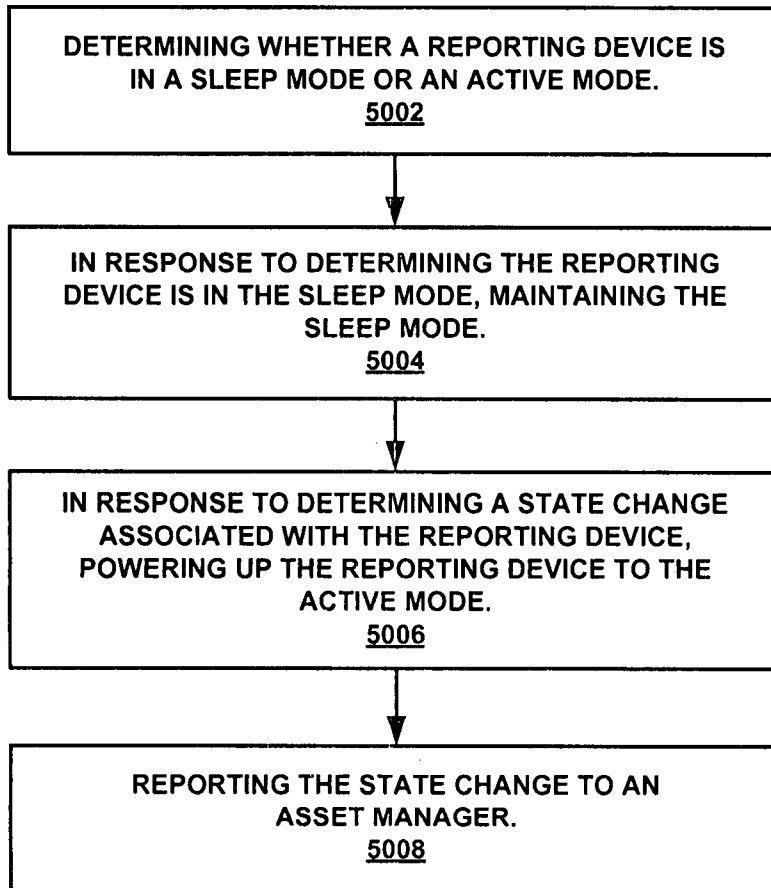 DETERMINING WHETHER A REPORTING DEVICE IS
IN A SLEEP MODE OR AN ACTIVE MODE.
5002
IN RESPONSE TO DETERMINING THE REPORTING
DEVICE IS IN THE SLEEP MODE, MAINTAINING THE
SLEEP MODE.
5004
IN RESPONSE TO DETERMINING A STATE CHANGE
ASSOCIATED WITH THE REPORTING DEVICE,
POWERING UP THE REPORTING DEVICE TO THE
ACTIVE MODE.
5006
REPORTING THE STATE CHANGE TO AN
ASSET MANAGER.
5008